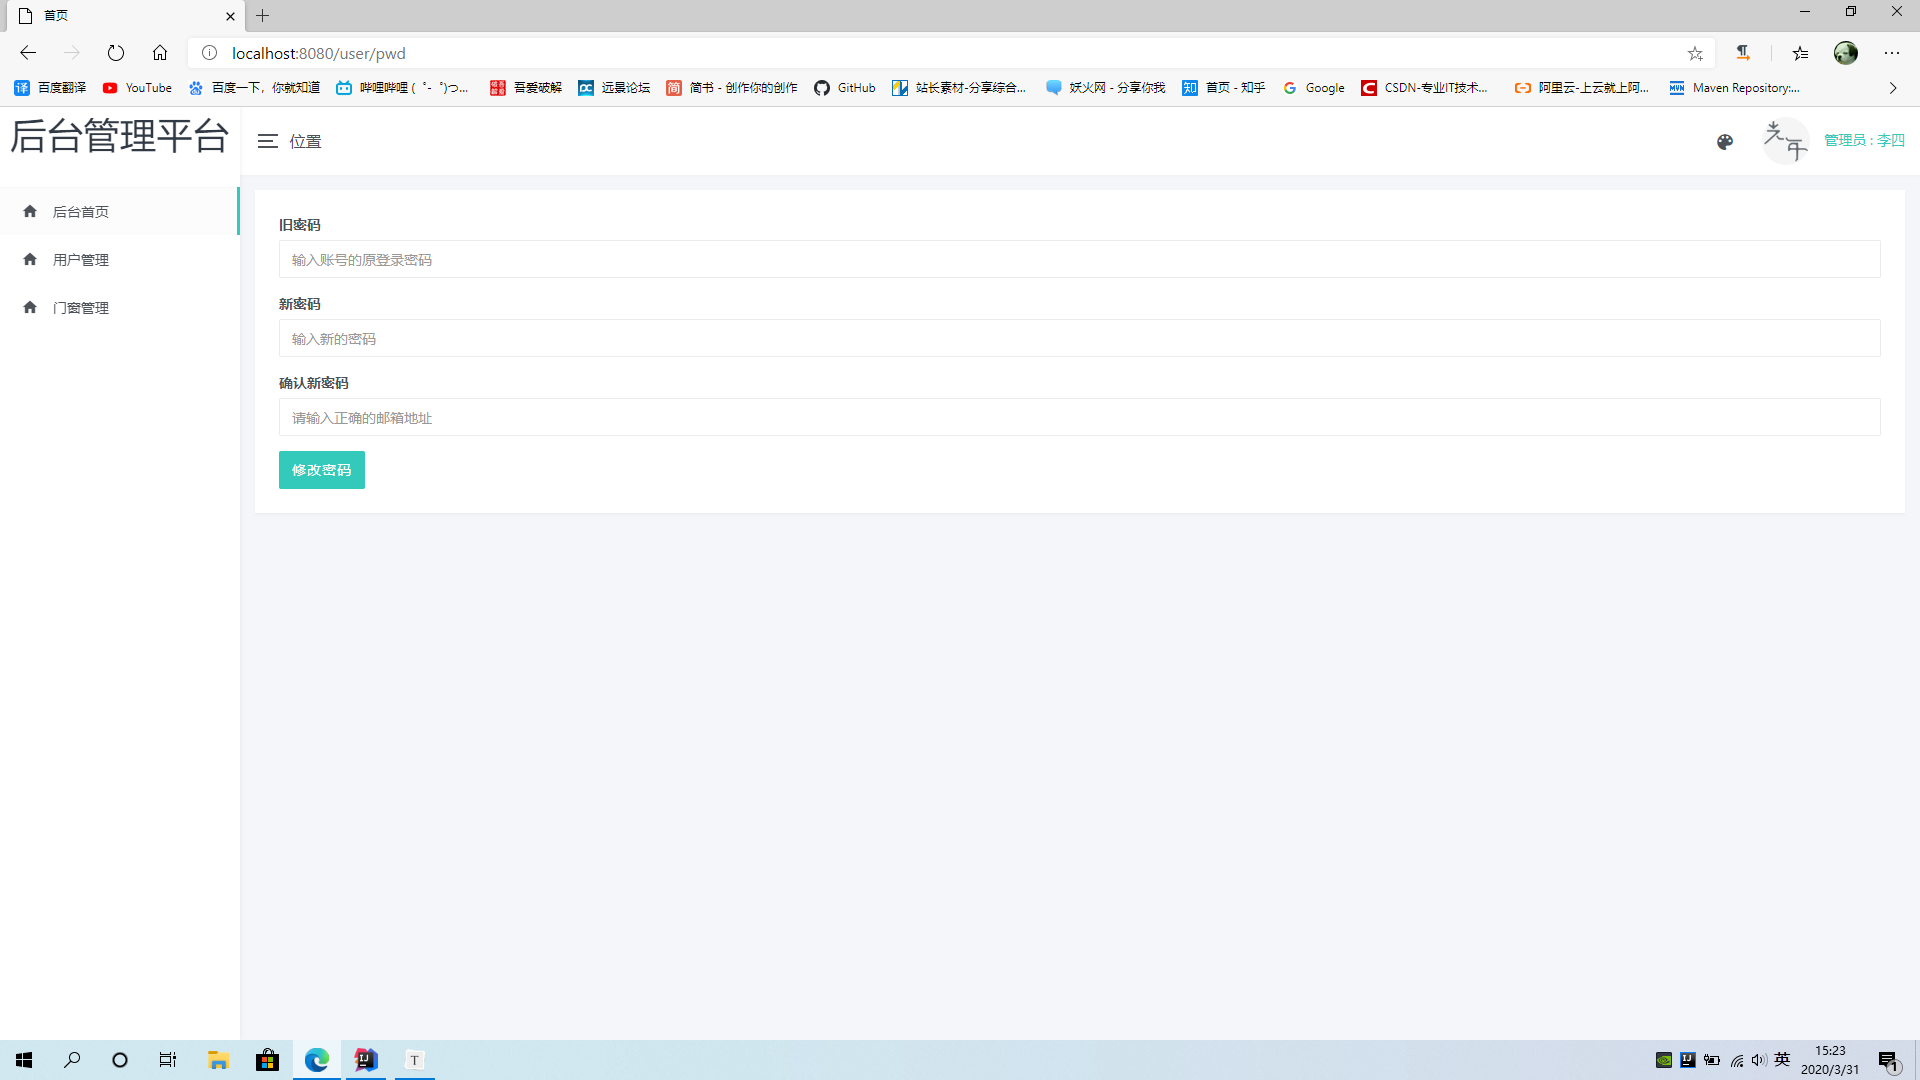 首页
localhost:8080/user/pwd
百度翻译
YouTube
百度一下，你就知道
哔哩哔哩 (゜-゜)つ...
吾爱破解
远景论坛
简书 - 创作你的创作
GitHub
站长素材-分享综合...
妖火网 - 分享你我
首页 - 知乎
Google
CSDN-专业IT技术...
阿里云-上云就上阿...
Maven Repository:...
后台管理平台
位置
管理员 : 李四
后台首页
用户管理
门窗管理
旧密码
输入账号的原登录密码
新密码
输入新的密码
确认新密码
请输入正确的邮箱地址
修改密码
英
15:23
2020/3/31
1